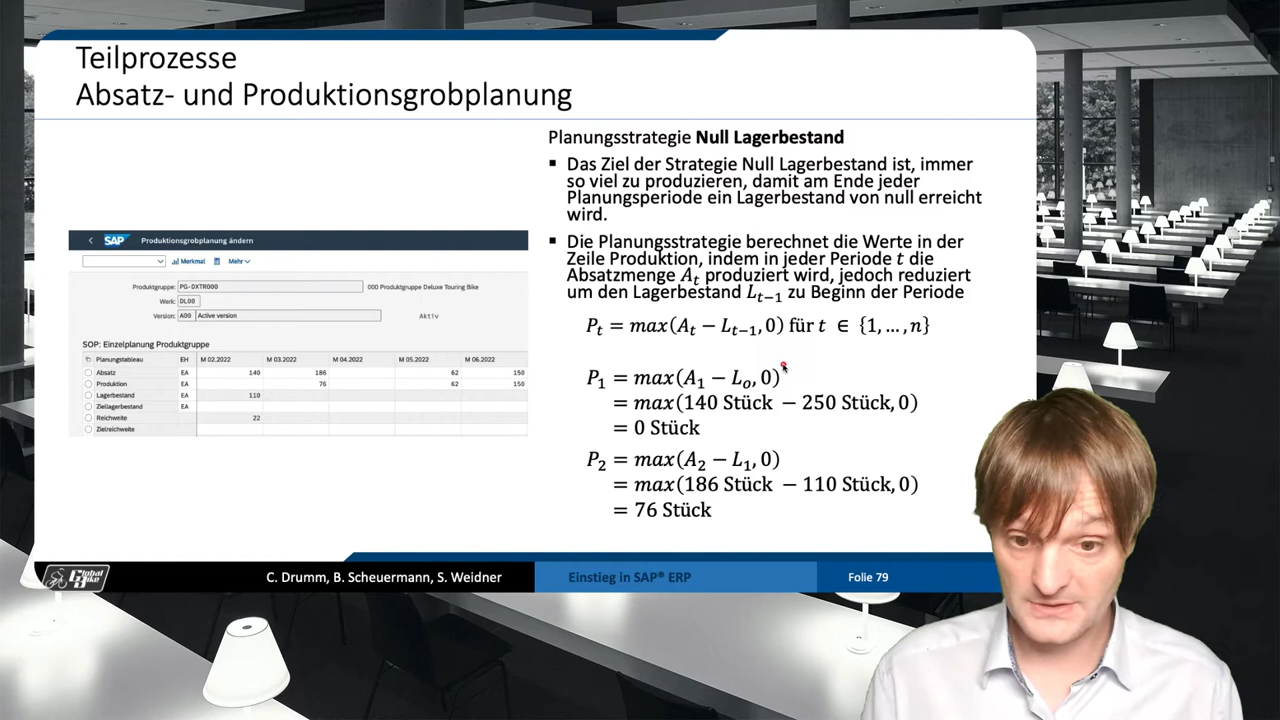 Teilprozesse
Absatz- und Produktionsgrobplanung
Planungsstrategie Null Lagerbestand
▪ Das Ziel der Strategie Null Lagerbestand ist, immer
so viel zu produzieren, damit am Ende jeder
Planungsperiode ein Lagerbestand von null erreicht
wird.
▪ Die Planungsstrategie berechnet die Werte in der
Zeile Produktion, indem in jeder Periode t die
Absatzmenge A_t produziert wird, jedoch reduziert
um den Lagerbestand L_{t−1} zu Beginn der Periode
P_t = max(A_t − L_{t−1}, 0) für t ∈ {1, ..., n}
P_1 = max(A_1 − L_o, 0)
= max(140 Stück − 250 Stück, 0)
= 0 Stück
P_2 = max(A_2 − L_1, 0)
= max(186 Stück − 110 Stück, 0)
= 76 Stück
SAP Produktionsgrobplanung ändern
Merkmal Mehr
Produktgruppe: PG-DXTR000 000 Produktgruppe Deluxe Touring Bike
Werk: DL00
Version: A00 Active version Aktiv
SOP: Einzelplanung Produktgruppe
Planungstableau EH M 02.2022 M 03.2022 M 04.2022 M 05.2022 M 06.2022
Absatz EA 140 186 62 150
Produktion EA 76 62 150
Lagerbestand EA 110
Ziellagerbestand EA
Reichweite 22
Zielreichweite
Global Bike
C. Drumm, B. Scheuermann, S. Weidner
Einstieg in SAP® ERP
Folie 79